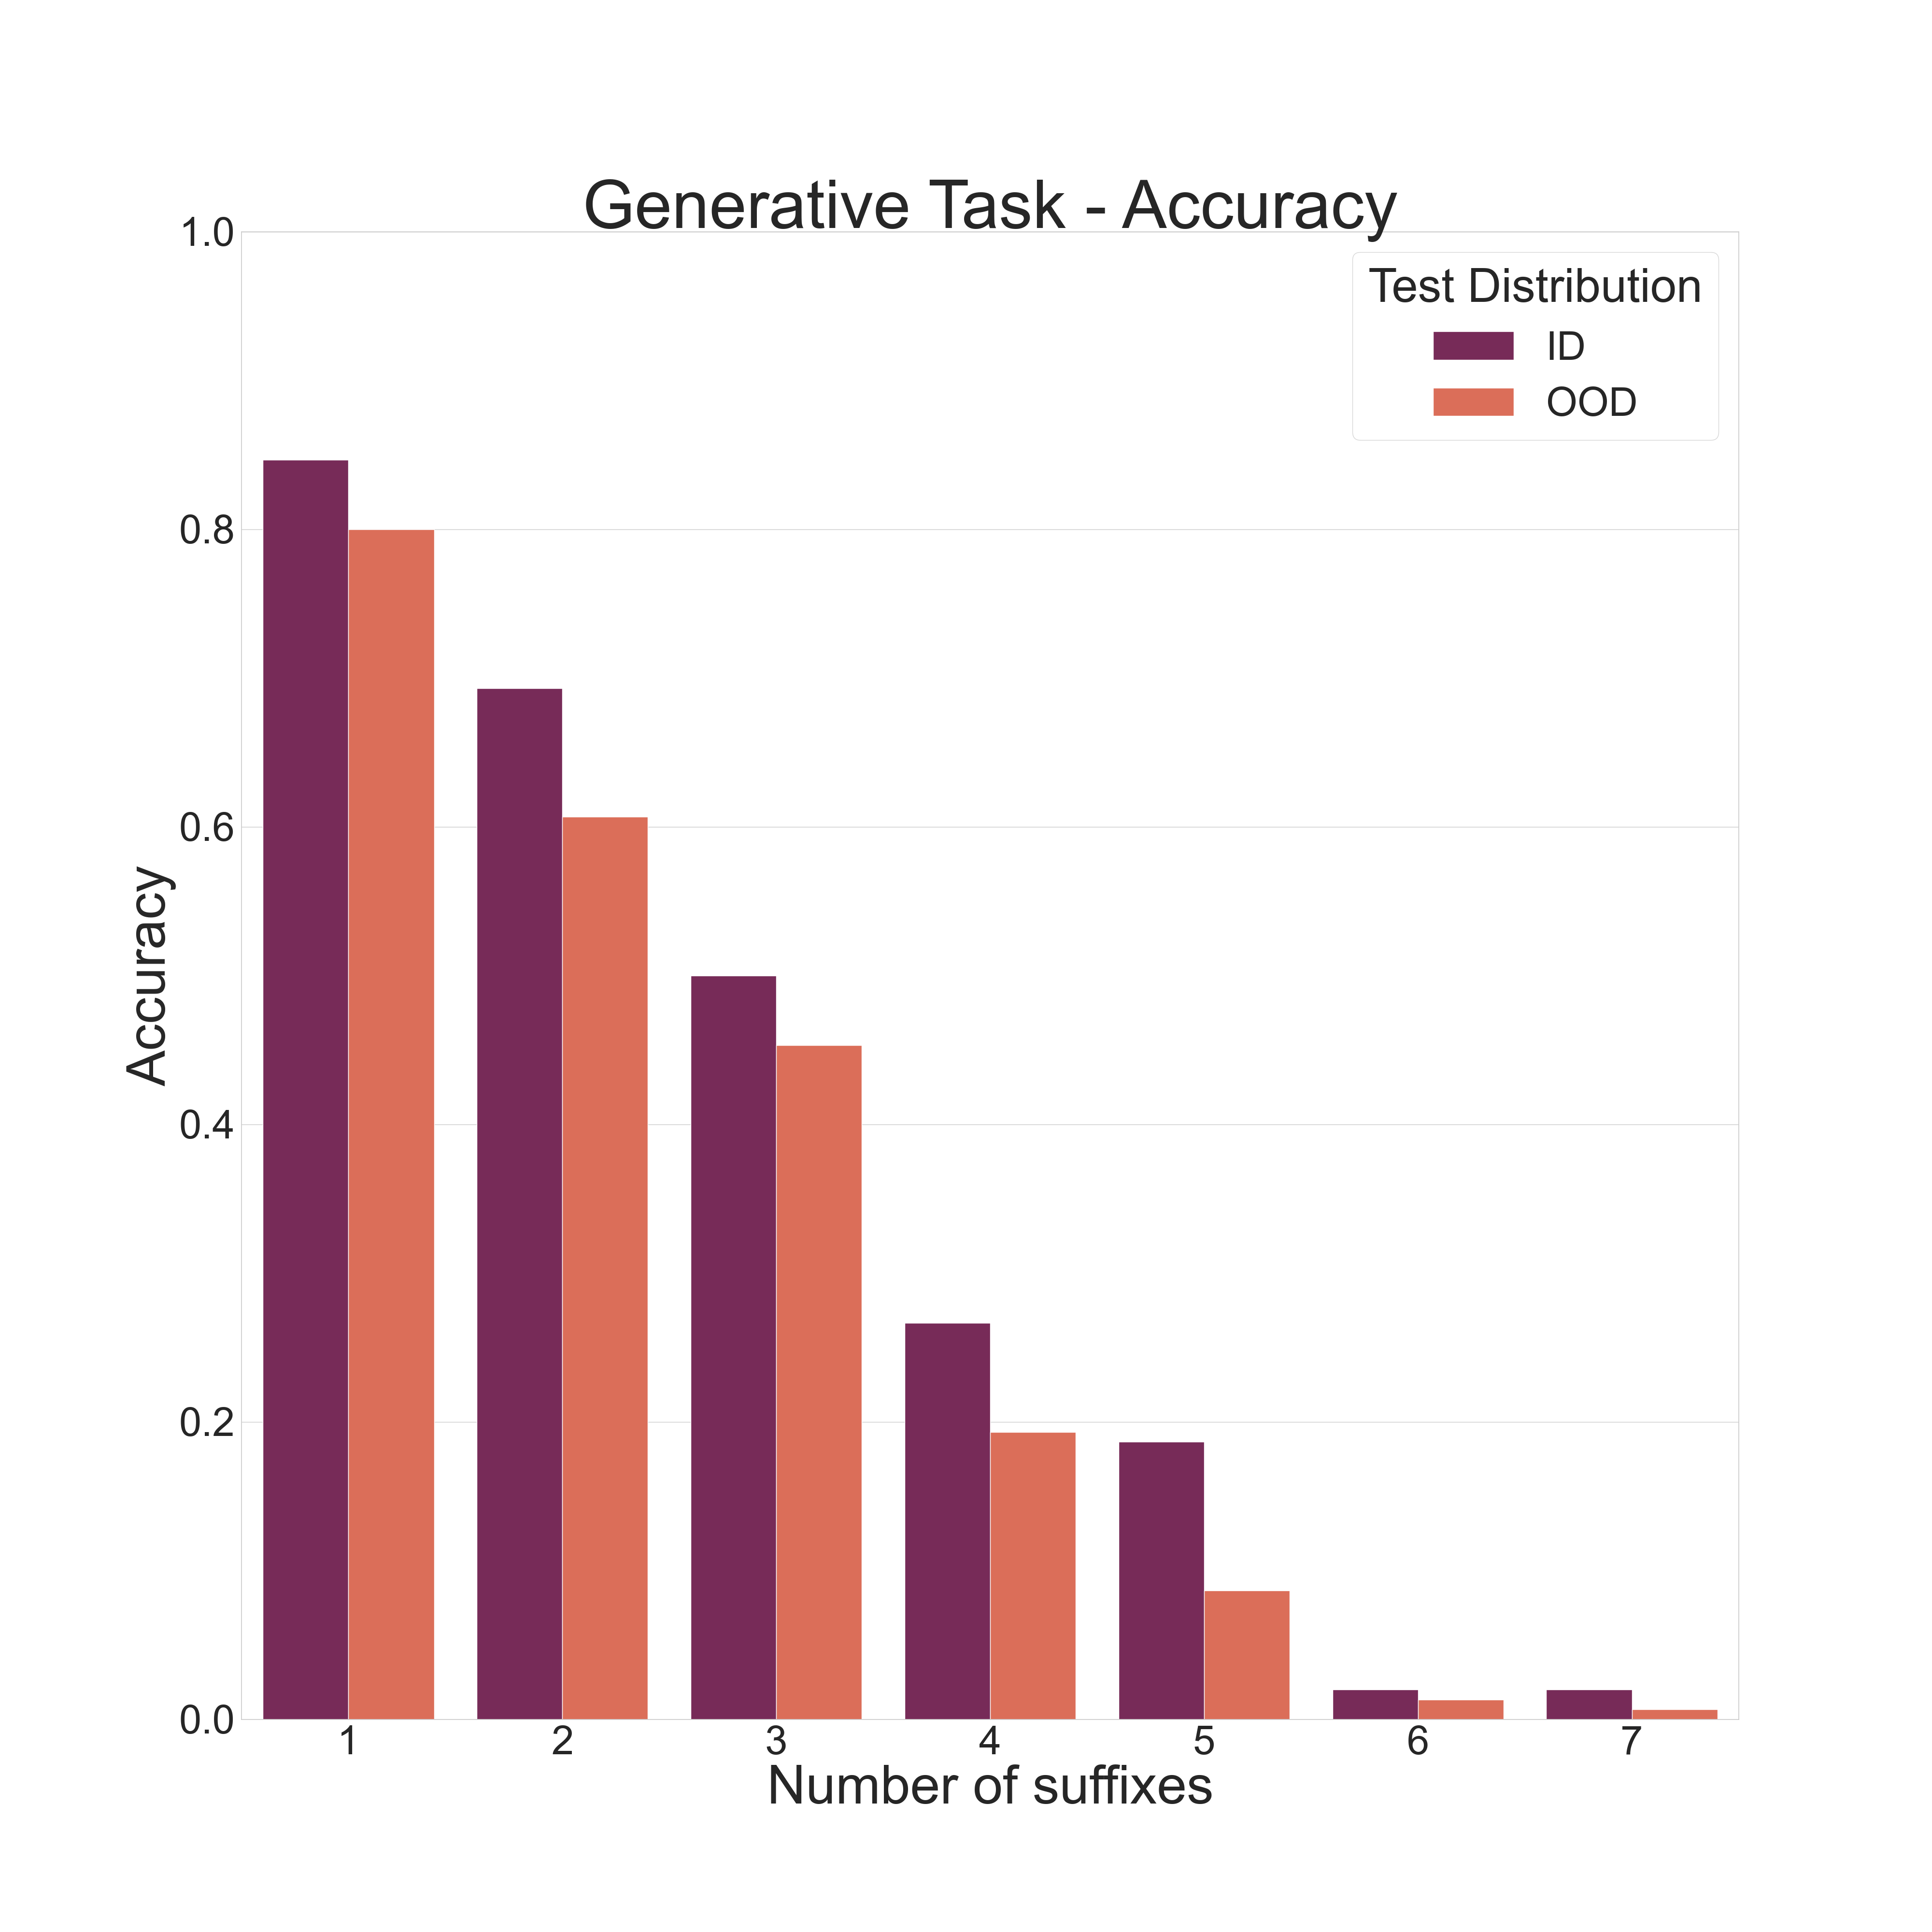 Generative Task - Accuracy
1.0
Test Distribution
ID
OOD
0.8
0.6
Accuracy
0.4
0.2
0.0
1 2 3 4 5 6 7
Number of suffixes